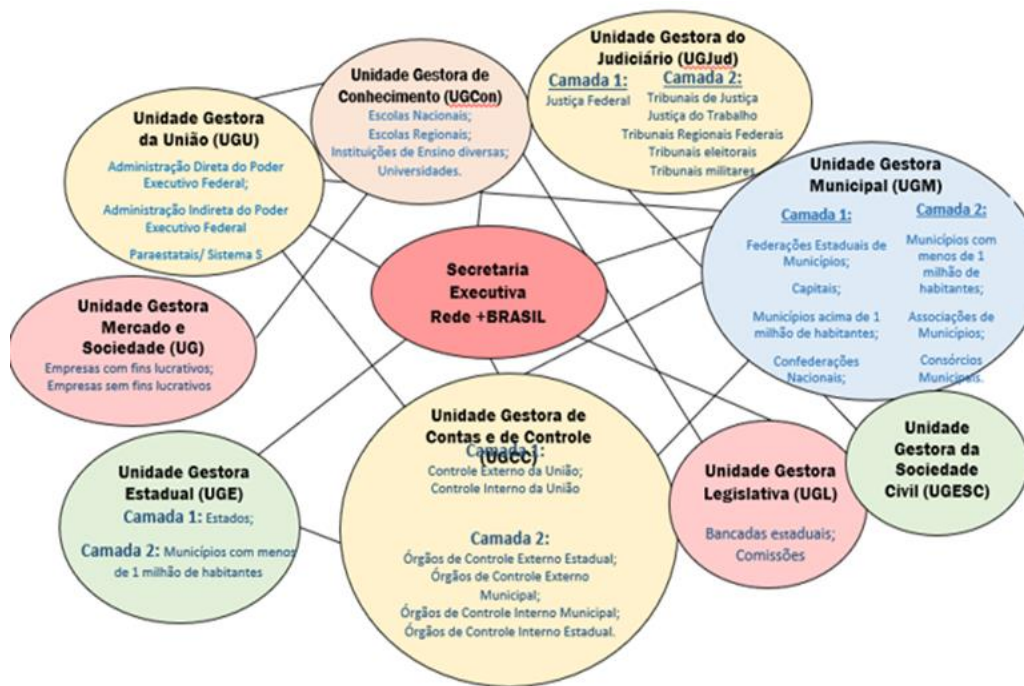 Unidade Gestora do
Judiciário (UGJud)
Camada 1:
Justiça Federal
Camada 2:
Tribunais de Justiça
Justiça do Trabalho
Tribunais Regionais Federais
Tribunais eleitorais
Tribunais militares
Unidade Gestora de
Conhecimento (UGCon)
Escolas Nacionais;
Escolas Regionais;
Instituições de Ensino diversas;
Universidades.
Unidade Gestora
da União (UGU)
Administração Direta do Poder
Executivo Federal;
Administração Indireta do Poder
Executivo Federal
Paraestatais/ Sistema S
Unidade Gestora
Municipal (UGM)
Camada 1:
Federações Estaduais de
Municípios;
Capitais;
Municípios acima de 1
milhão de habitantes;
Confederações
Nacionais;
Camada 2:
Municípios com
menos de 1
milhão de
habitantes;
Associações de
Municípios;
Consórcios
Municipais.
Secretaria
Executiva
Rede +BRASIL
Unidade Gestora
Mercado e
Sociedade (UG)
Empresas com fins lucrativos;
Empresas sem fins lucrativos
Unidade Gestora de
Contas e de Controle
(UGCC)
Camada 1:
Controle Externo da União;
Controle Interno da União
Camada 2:
Órgãos de Controle Externo Estadual;
Órgãos de Controle Externo
Municipal;
Órgãos de Controle Interno Municipal;
Órgãos de Controle Interno Estadual.
Unidade Gestora
Estadual (UGE)
Camada 1: Estados;
Camada 2: Municípios com menos
de 1 milhão de habitantes
Unidade Gestora
Legislativa (UGL)
Bancadas estaduais;
Comissões
Unidade
Gestora da
Sociedade
Civil (UGESC)